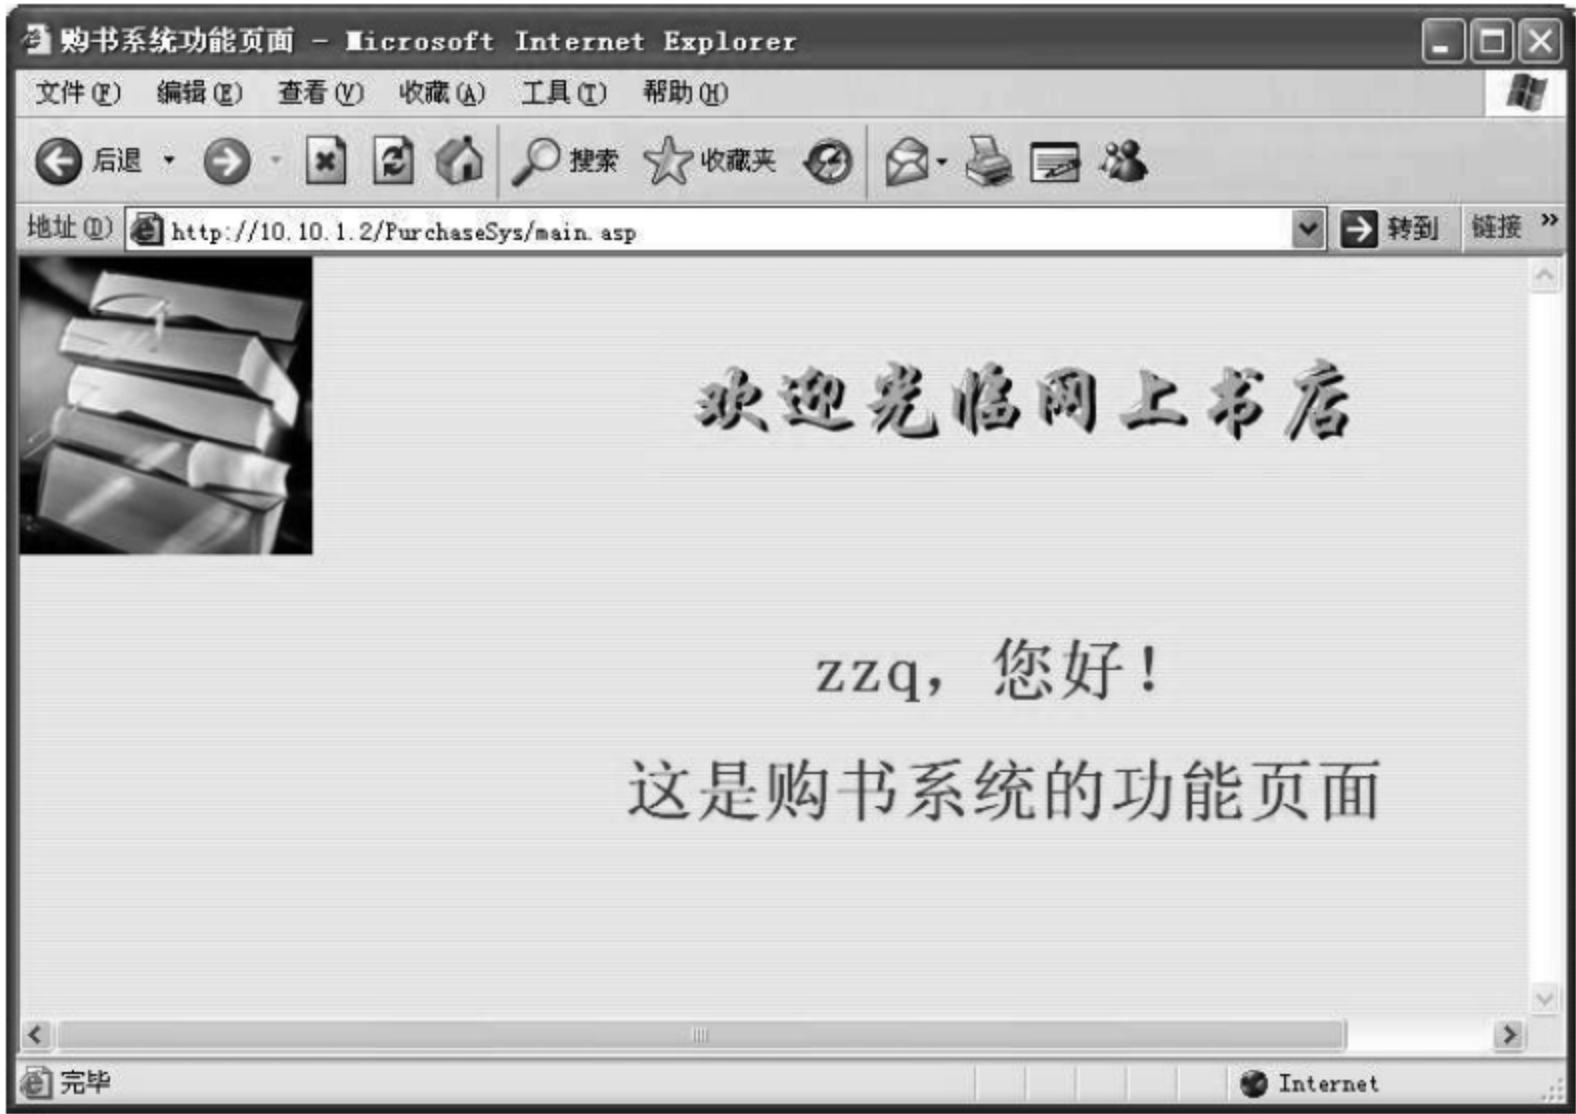 购书系统功能页面 - Microsoft Internet Explorer
文件(F) 编辑(E) 查看(V) 收藏(A) 工具(T) 帮助(H)
后退 搜索 收藏夹
地址(D) http://10.10.1.2/PurchaseSys/main.asp 转到 链接 »
欢迎光临网上书店
zzq，您好！
这是购书系统的功能页面
完毕 Internet